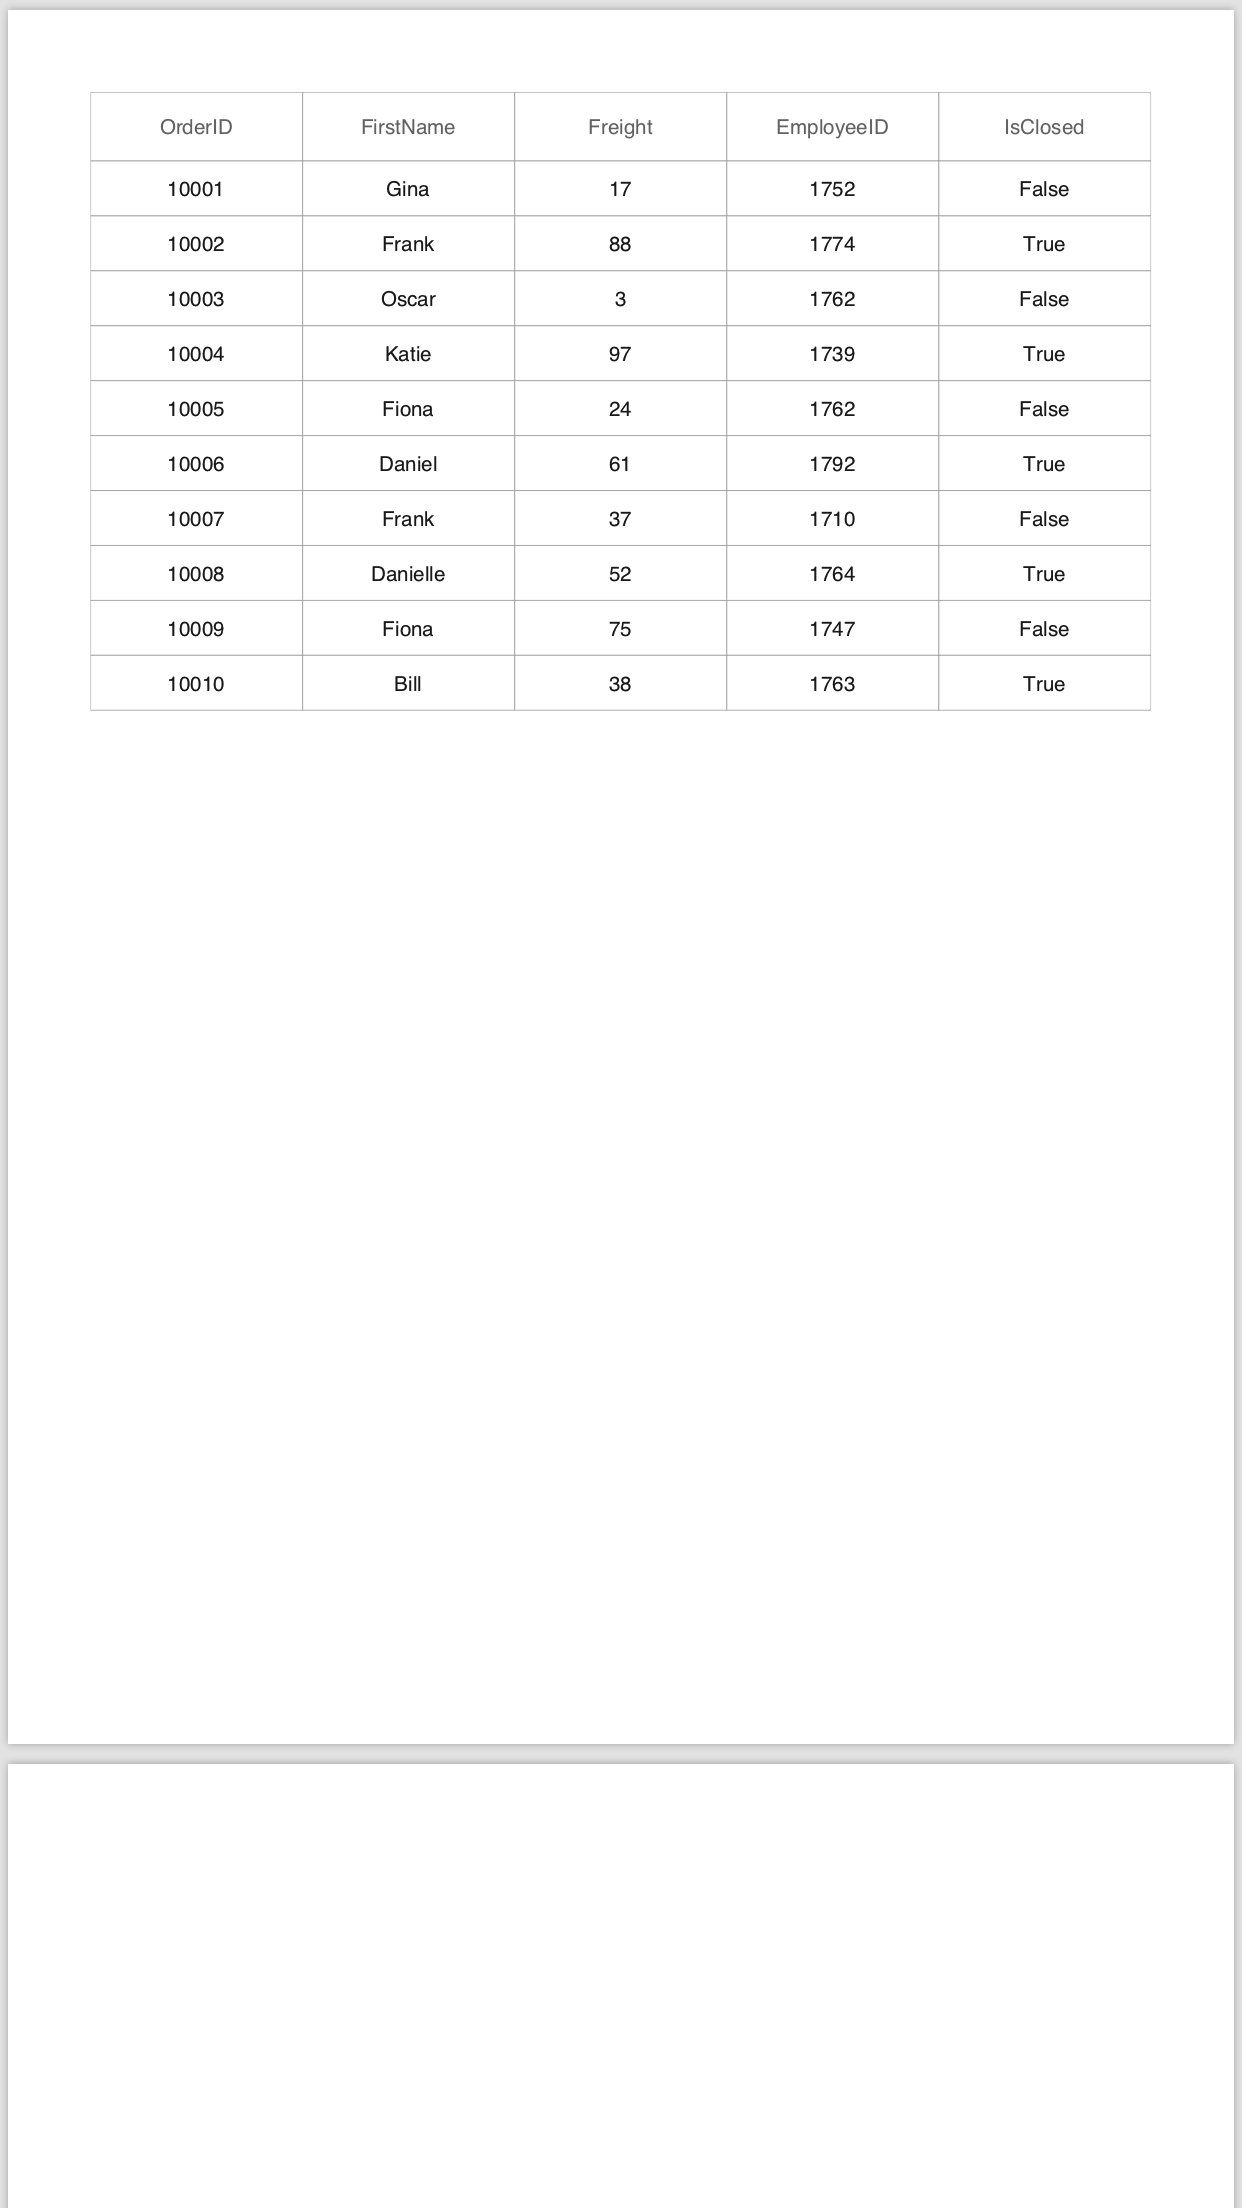 OrderID FirstName Freight EmployeeID IsClosed
10001 Gina 17 1752 False
10002 Frank 88 1774 True
10003 Oscar 3 1762 False
10004 Katie 97 1739 True
10005 Fiona 24 1762 False
10006 Daniel 61 1792 True
10007 Frank 37 1710 False
10008 Danielle 52 1764 True
10009 Fiona 75 1747 False
10010 Bill 38 1763 True